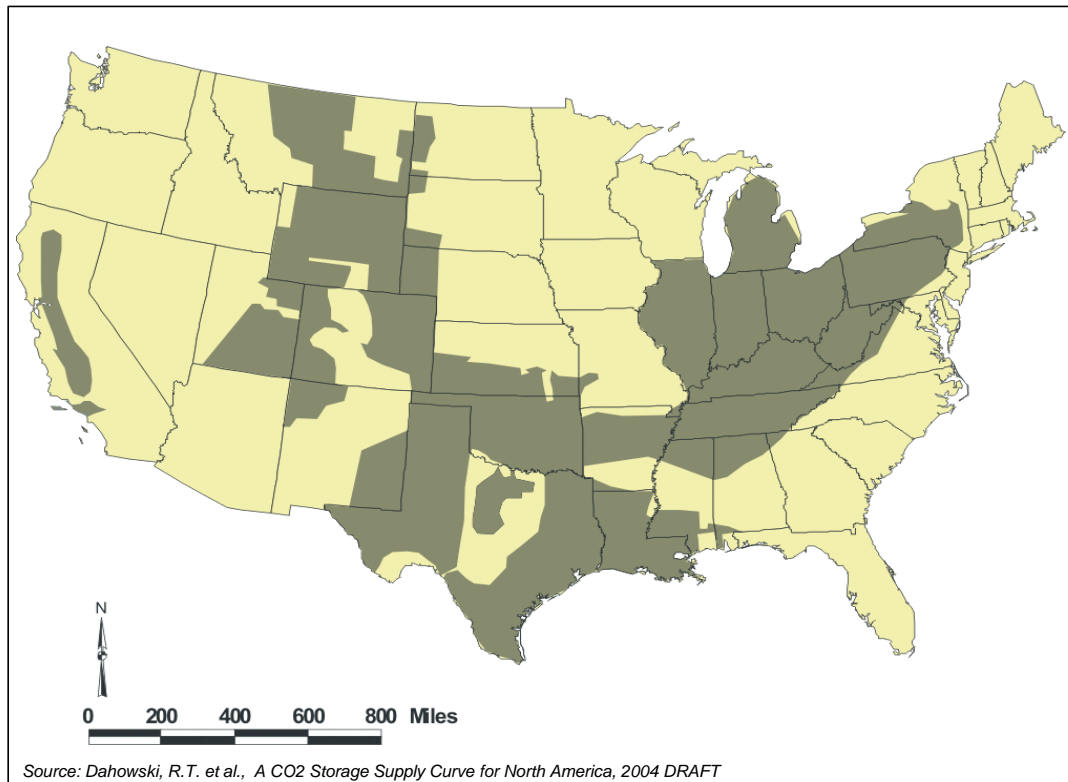 N
0 200 400 600 800 Miles
Source: Dahowski, R.T. et al., A CO2 Storage Supply Curve for North America, 2004 DRAFT